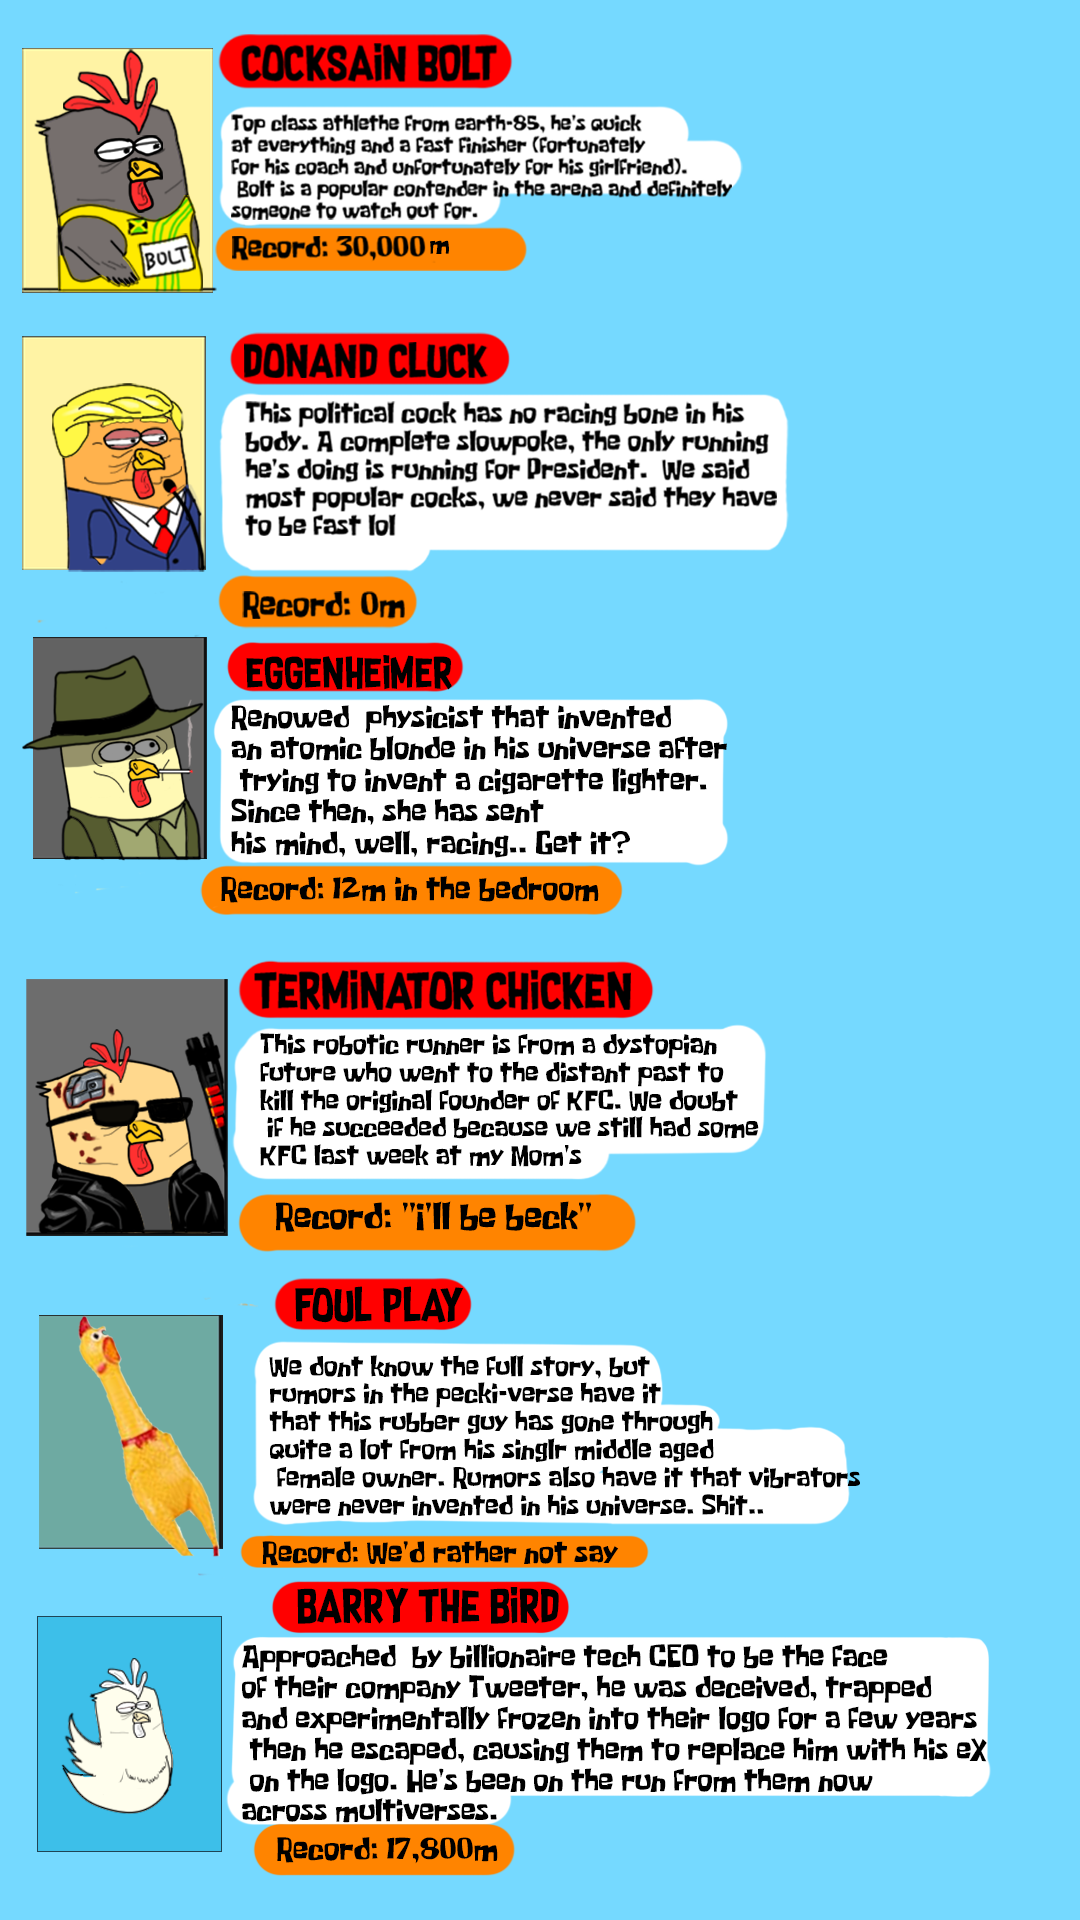 COCKSAiN BOLT
Top class athlethe from earth-85, he's quick
at everything and a fast finisher (fortunately
for his coach and unfortunately for his girlfriend).
Bolt is a popular contender in the arena and definitely
someone to watch out for.
BOLT
Record: 30,000m
DONAND CLUCK
This political cock has no racing bone in his
body. A complete slowpoke, the only running
he's doing is running for President. We said
most popular cocks, we never said they have
to be fast lol
Record: 0m
EGGENHEiMER
Renowed physicist that invented
an atomic blonde in his universe after
trying to invent a cigarette lighter.
Since then, she has sent
his mind, well, racing.. Get it?
Record: 12m in the bedroom
TERMiNATOR CHiCKEN
This robotic runner is from a dystopian
future who went to the distant past to
kill the original founder of KFC. We doubt
if he succeeded because we still had some
KFC last week at my Mom's
Record: "i'll be beck"
FOUL PLAY
We dont know the full story, but
rumors in the pecki-verse have it
that this rubber guy has gone through
quite a lot from his singlr middle aged
female owner. Rumors also have it that vibrators
were never invented in his universe. Shit..
Record: We'd rather not say
BARRY THE BiRD
Approached by billionaire tech CEO to be the face
of their company Tweeter, he was deceived, trapped
and experimentally frozen into their logo for a few years
then he escaped, causing them to replace him with his eX
on the logo. He's been on the run from them now
across multiverses.
Record: 17,800m